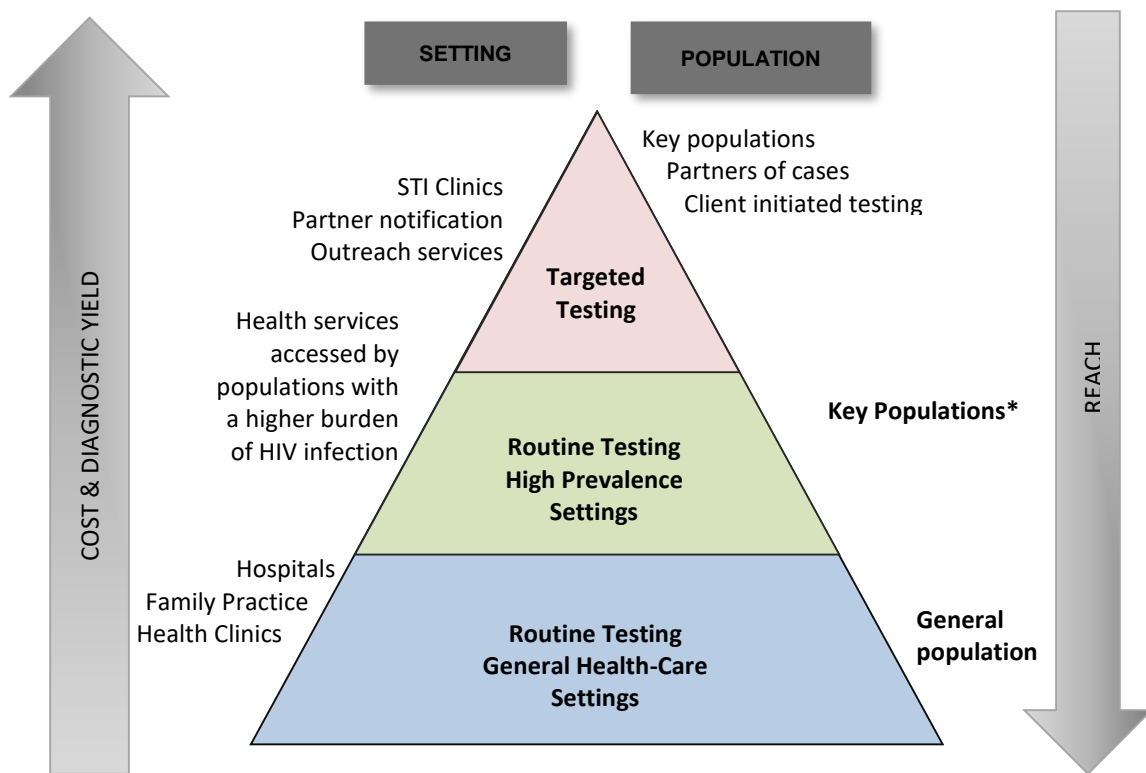 SETTING
POPULATION
Key populations
Partners of cases
Client initiated testing
STI Clinics
Partner notification
Outreach services
Targeted
Testing
COST & DIAGNOSTIC YIELD
REACH
Health services
accessed by
populations with
a higher burden
of HIV infection
Key Populations*
Routine Testing
High Prevalence
Settings
Hospitals
Family Practice
Health Clinics
Routine Testing
General Health-Care
Settings
General
population